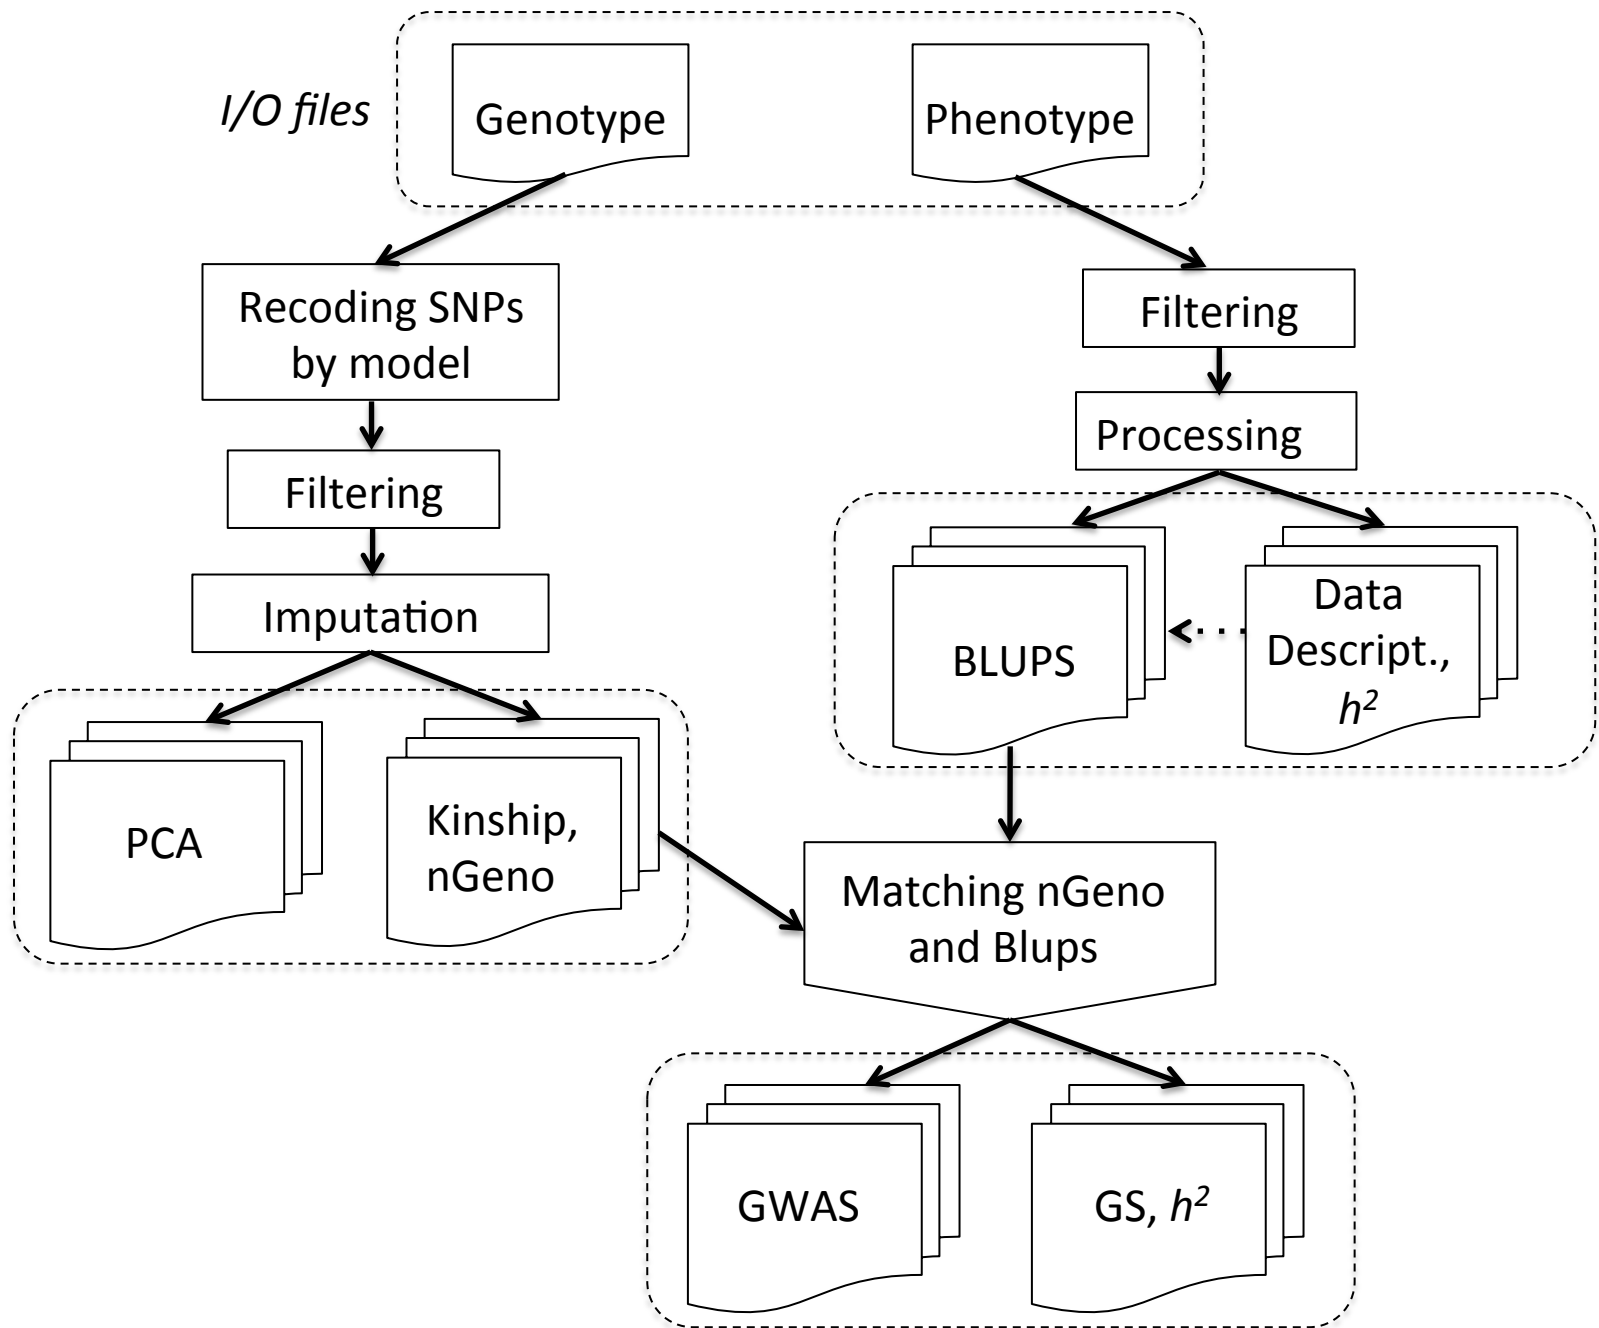 I/O files
Genotype
Phenotype
Recoding SNPs
by model
Filtering
Filtering
Processing
Imputation
BLUPS
Data
Descript.,
h²
PCA
Kinship,
nGeno
Matching nGeno
and Blups
GWAS
GS, h²